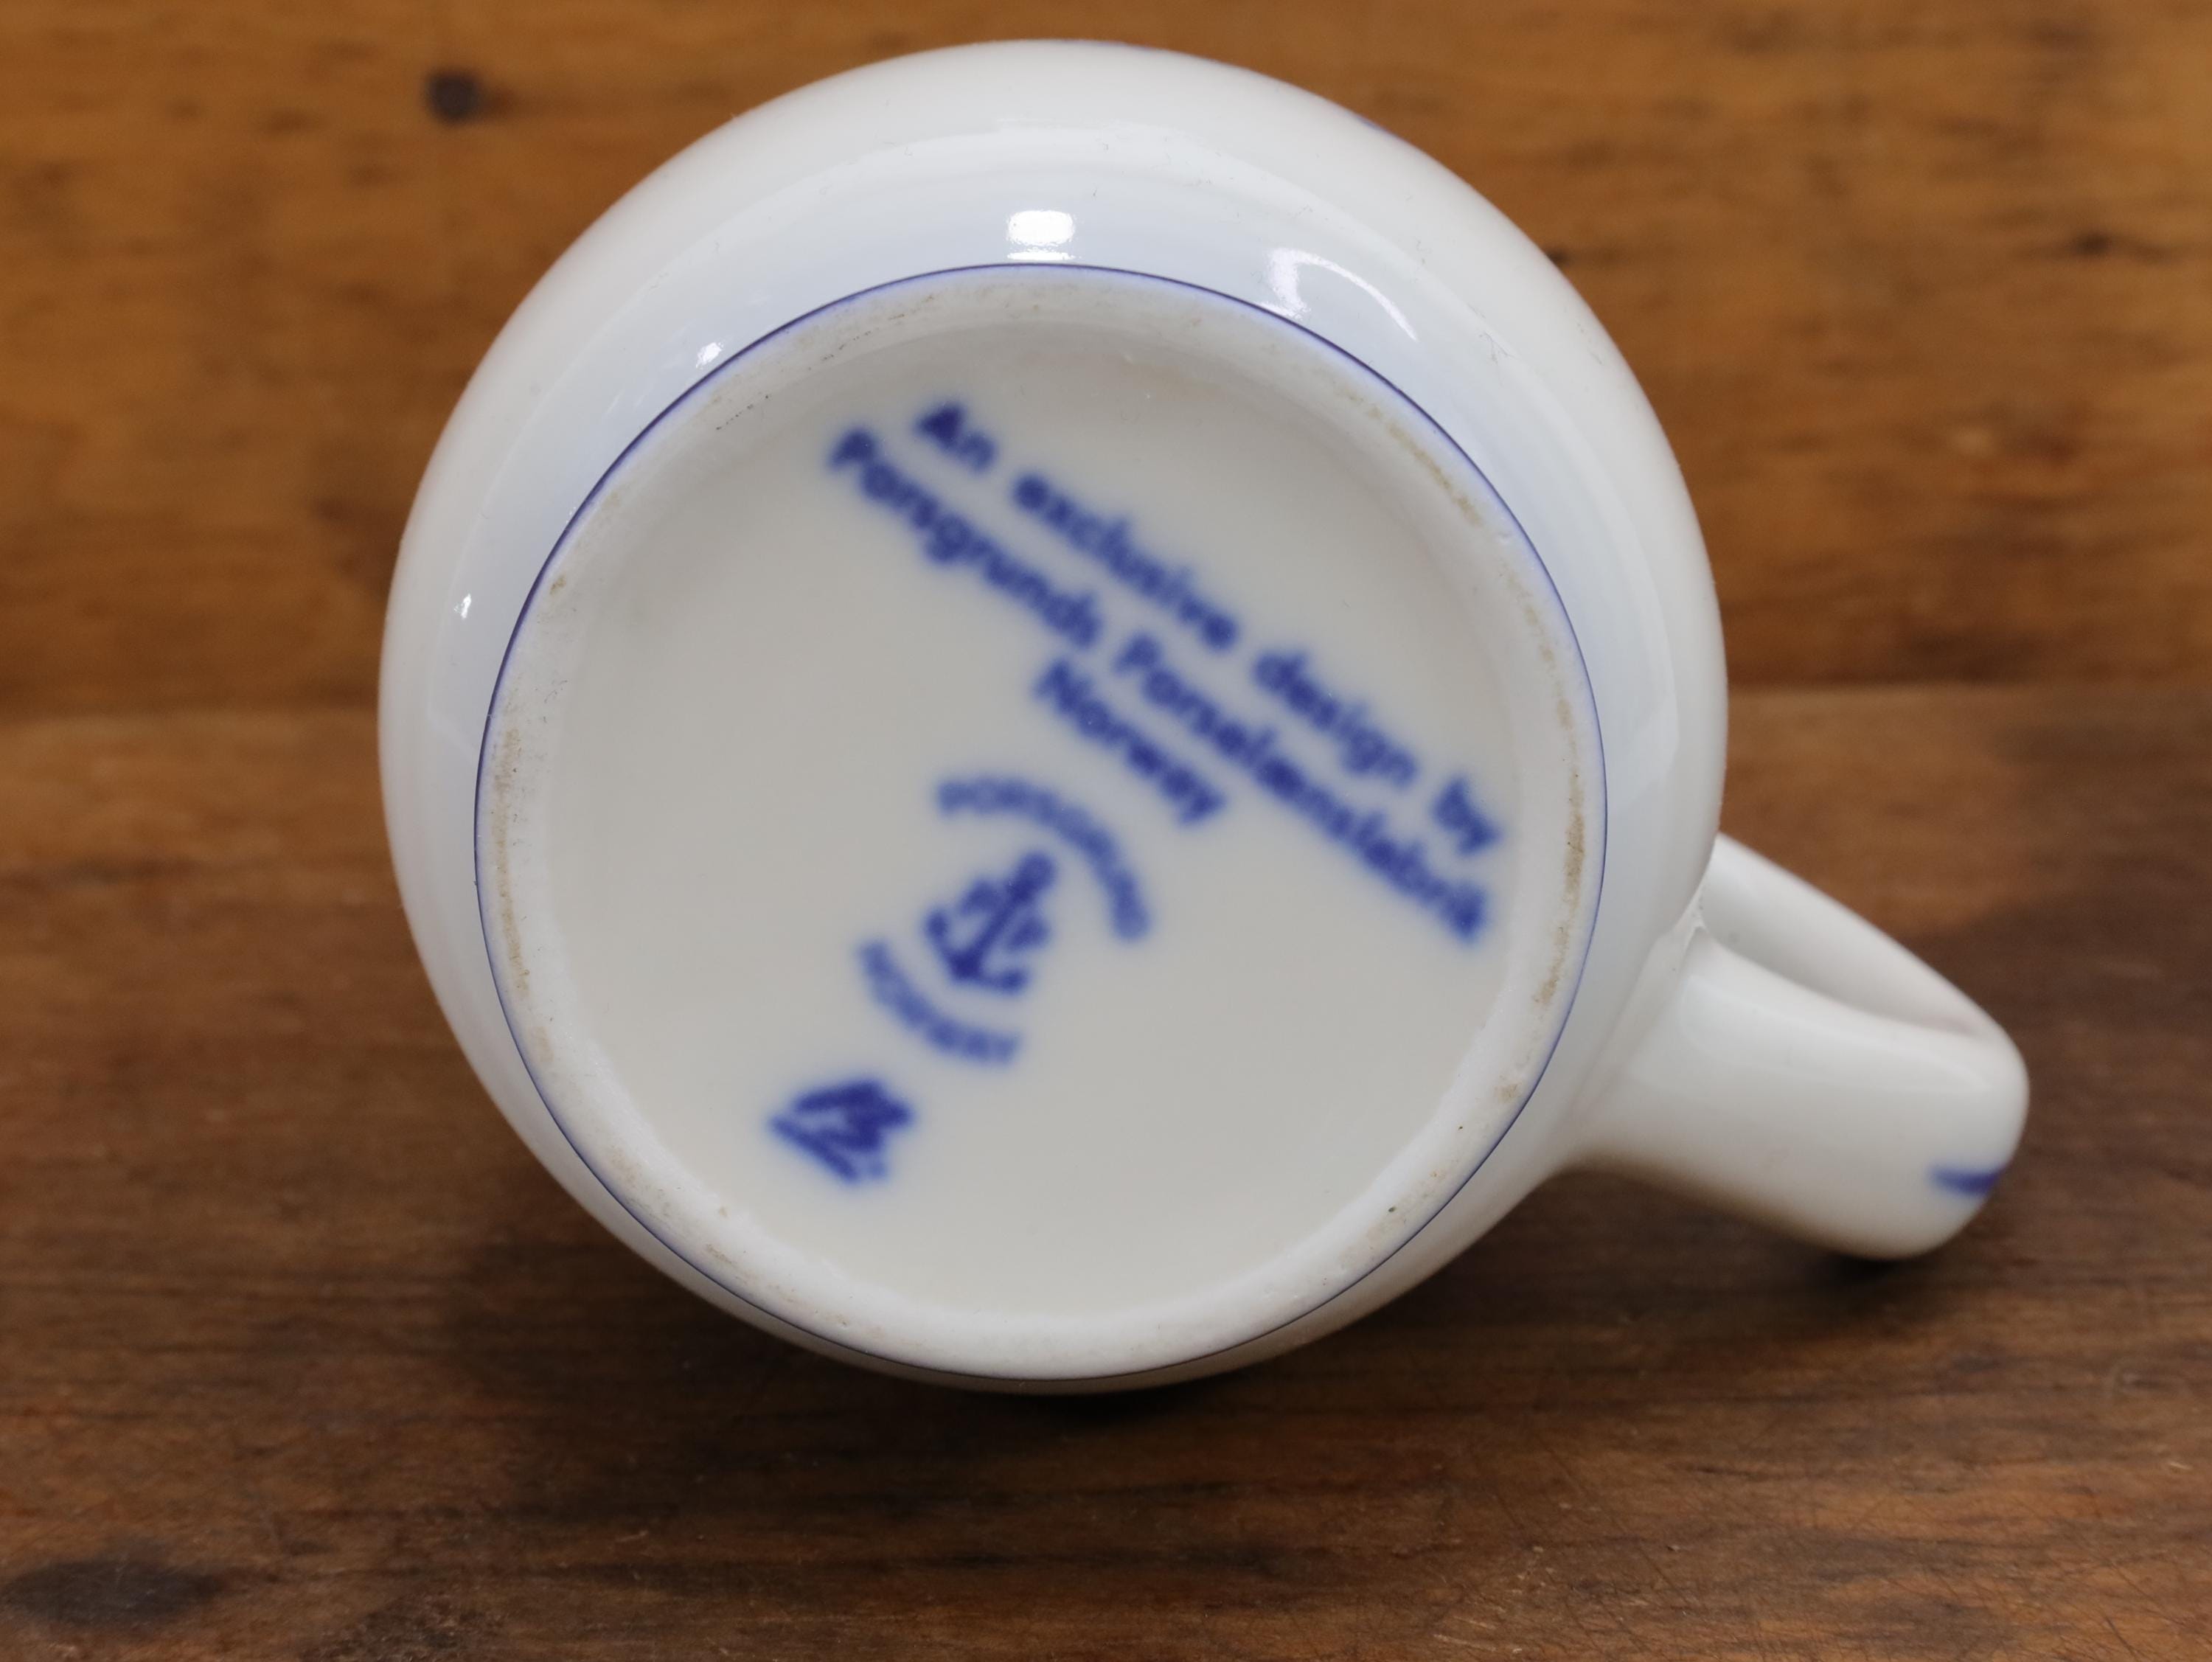 An exclusive design by
Porsgrunds Porselænsfabrik
Norway
PORSGRUND
NORWAY